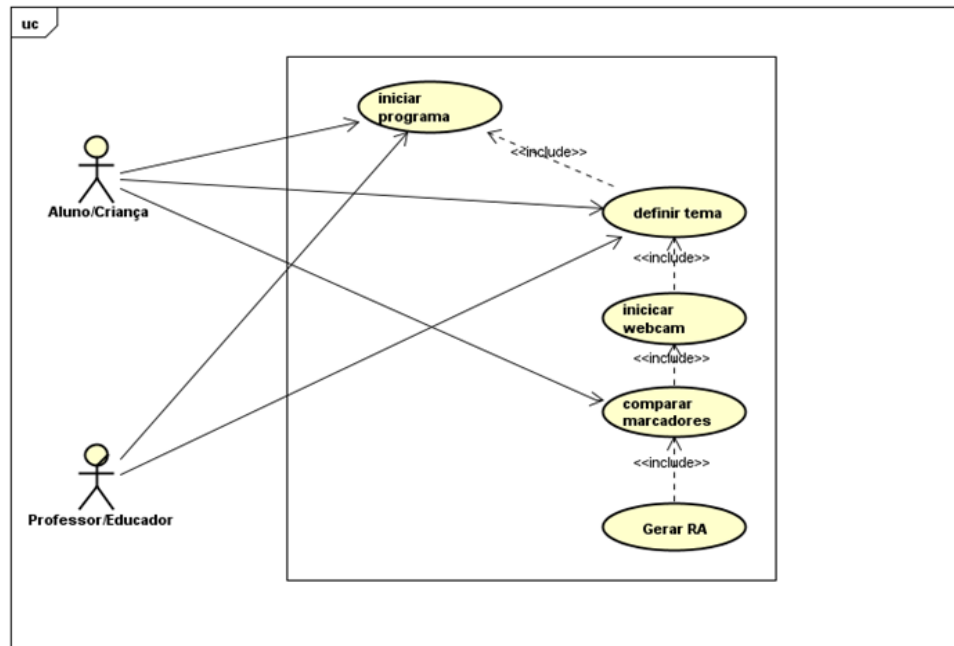 uc
iniciar
programa
<<include>>
Aluno/Criança
definir tema
<<include>>
inicicar
webcam
<<include>>
comparar
marcadores
<<include>>
Professor/Educador
Gerar RA